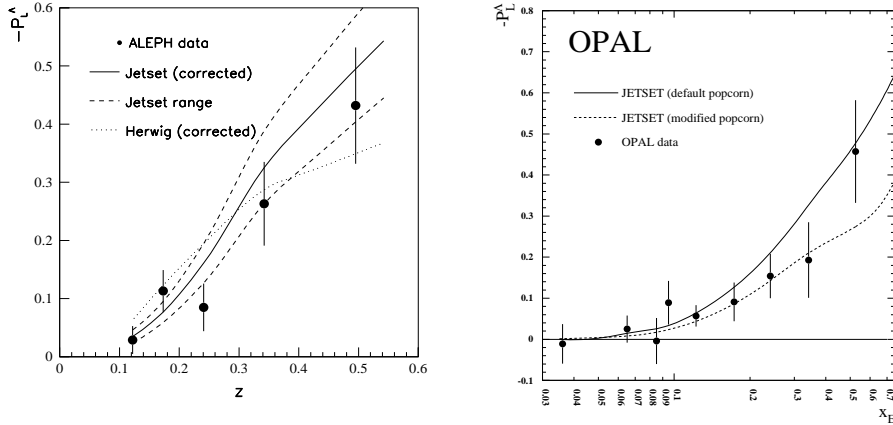 −P_L^Λ
0.6
0.5
0.4
0.3
0.2
0.1
0
0 0.1 0.2 0.3 0.4 0.5 0.6
z
ALEPH data
Jetset (corrected)
Jetset range
Herwig (corrected)
-P_L^Λ
0.8
0.7
0.6
0.5
0.4
0.3
0.2
0.1
0
-0.1
OPAL
JETSET (default popcorn)
JETSET (modified popcorn)
OPAL data
0.03 0.04 0.05 0.06 0.07 0.08 0.09 0.1 0.2 0.3 0.4 0.5 0.6 0.7
x_E